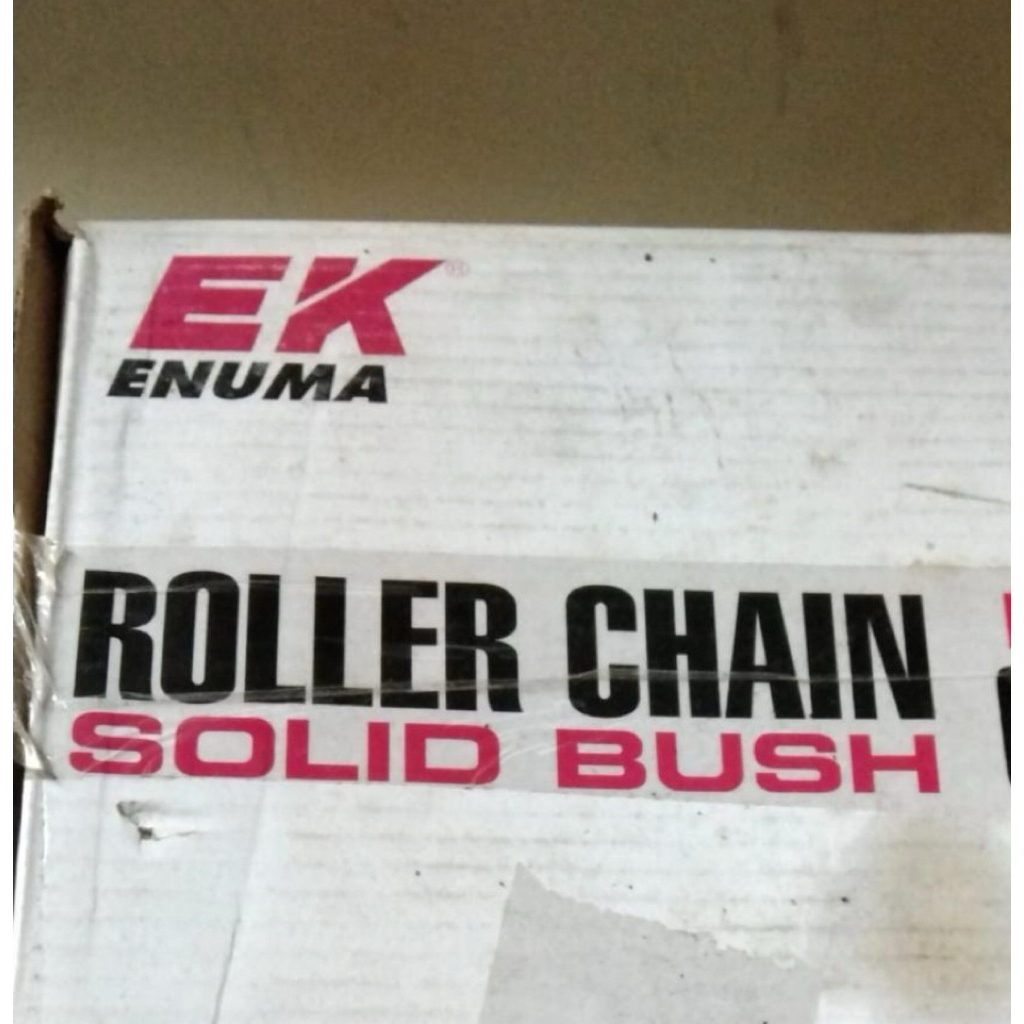 EK®
ENUMA
ROLLER CHAIN
SOLID BUSH